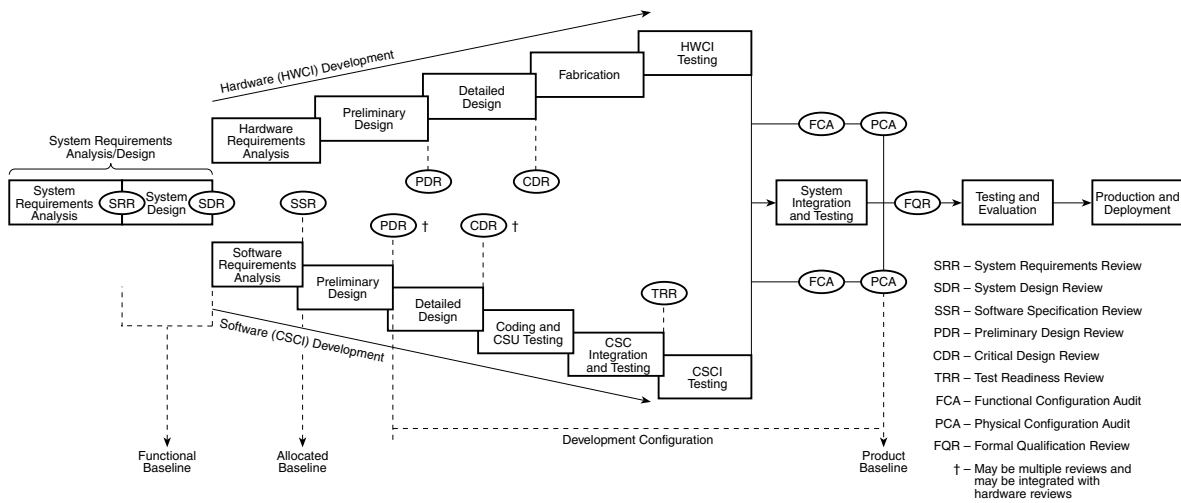 Hardware (HWCI) Development
HWCI
Testing
Fabrication
Detailed
Design
Preliminary
Design
Hardware
Requirements
Analysis
System Requirements
Analysis/Design
System
Requirements
Analysis
SRR
System
Design
SDR
SSR
PDR
CDR
PDR †
CDR †
FCA
PCA
System
Integration
and Testing
FQR
Testing and
Evaluation
Production and
Deployment
Software
Requirements
Analysis
Preliminary
Design
Detailed
Design
Coding and
CSU Testing
CSC
Integration
and Testing
TRR
CSCI
Testing
FCA
PCA
Software (CSCI) Development
Functional
Baseline
Allocated
Baseline
Development Configuration
Product
Baseline
SRR – System Requirements Review
SDR – System Design Review
SSR – Software Specification Review
PDR – Preliminary Design Review
CDR – Critical Design Review
TRR – Test Readiness Review
FCA – Functional Configuration Audit
PCA – Physical Configuration Audit
FQR – Formal Qualification Review
† – May be multiple reviews and
may be integrated with
hardware reviews